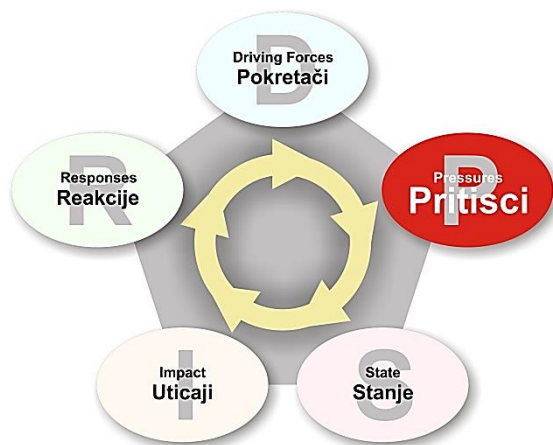 D
Driving Forces
Pokretači
P
Pressures
Pritisci
S
State
Stanje
I
Impact
Uticaji
R
Responses
Reakcije